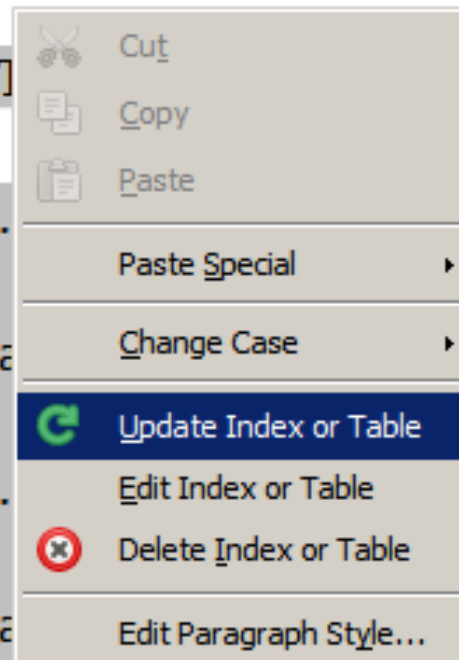 Cut
Copy
Paste
Paste Special
Change Case
Update Index or Table
Edit Index or Table
Delete Index or Table
Edit Paragraph Style...